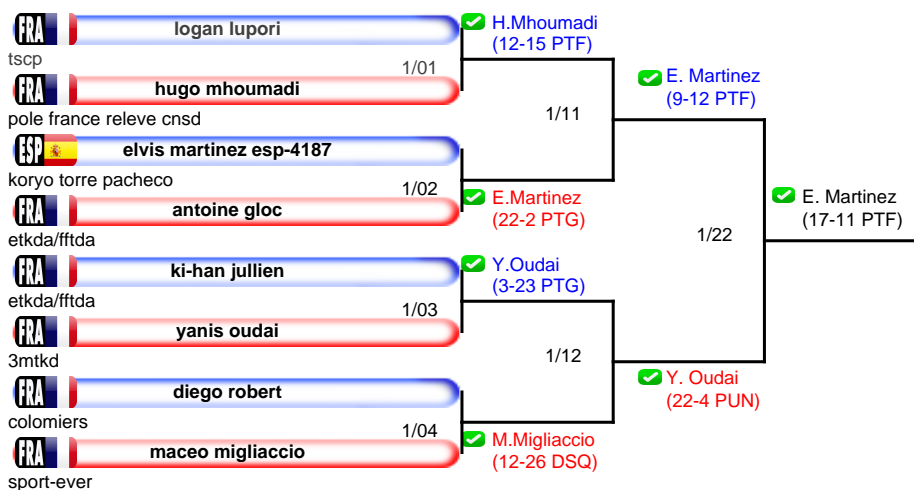 FRA logan lupori
tscp
1/01
FRA hugo mhoumadi
pole france releve cnsd
ESP elvis martinez esp-4187
koryo torre pacheco
1/02
FRA antoine gloc
etkda/fftda
FRA ki-han jullien
etkda/fftda
1/03
FRA yanis oudai
3mtkd
FRA diego robert
colomiers
1/04
FRA maceo migliaccio
sport-ever
H.Mhoumadi
(12-15 PTF)
1/11
E.Martinez
(22-2 PTG)
Y.Oudai
(3-23 PTG)
1/12
M.Migliaccio
(12-26 DSQ)
E. Martinez
(9-12 PTF)
1/22
Y. Oudai
(22-4 PUN)
E. Martinez
(17-11 PTF)